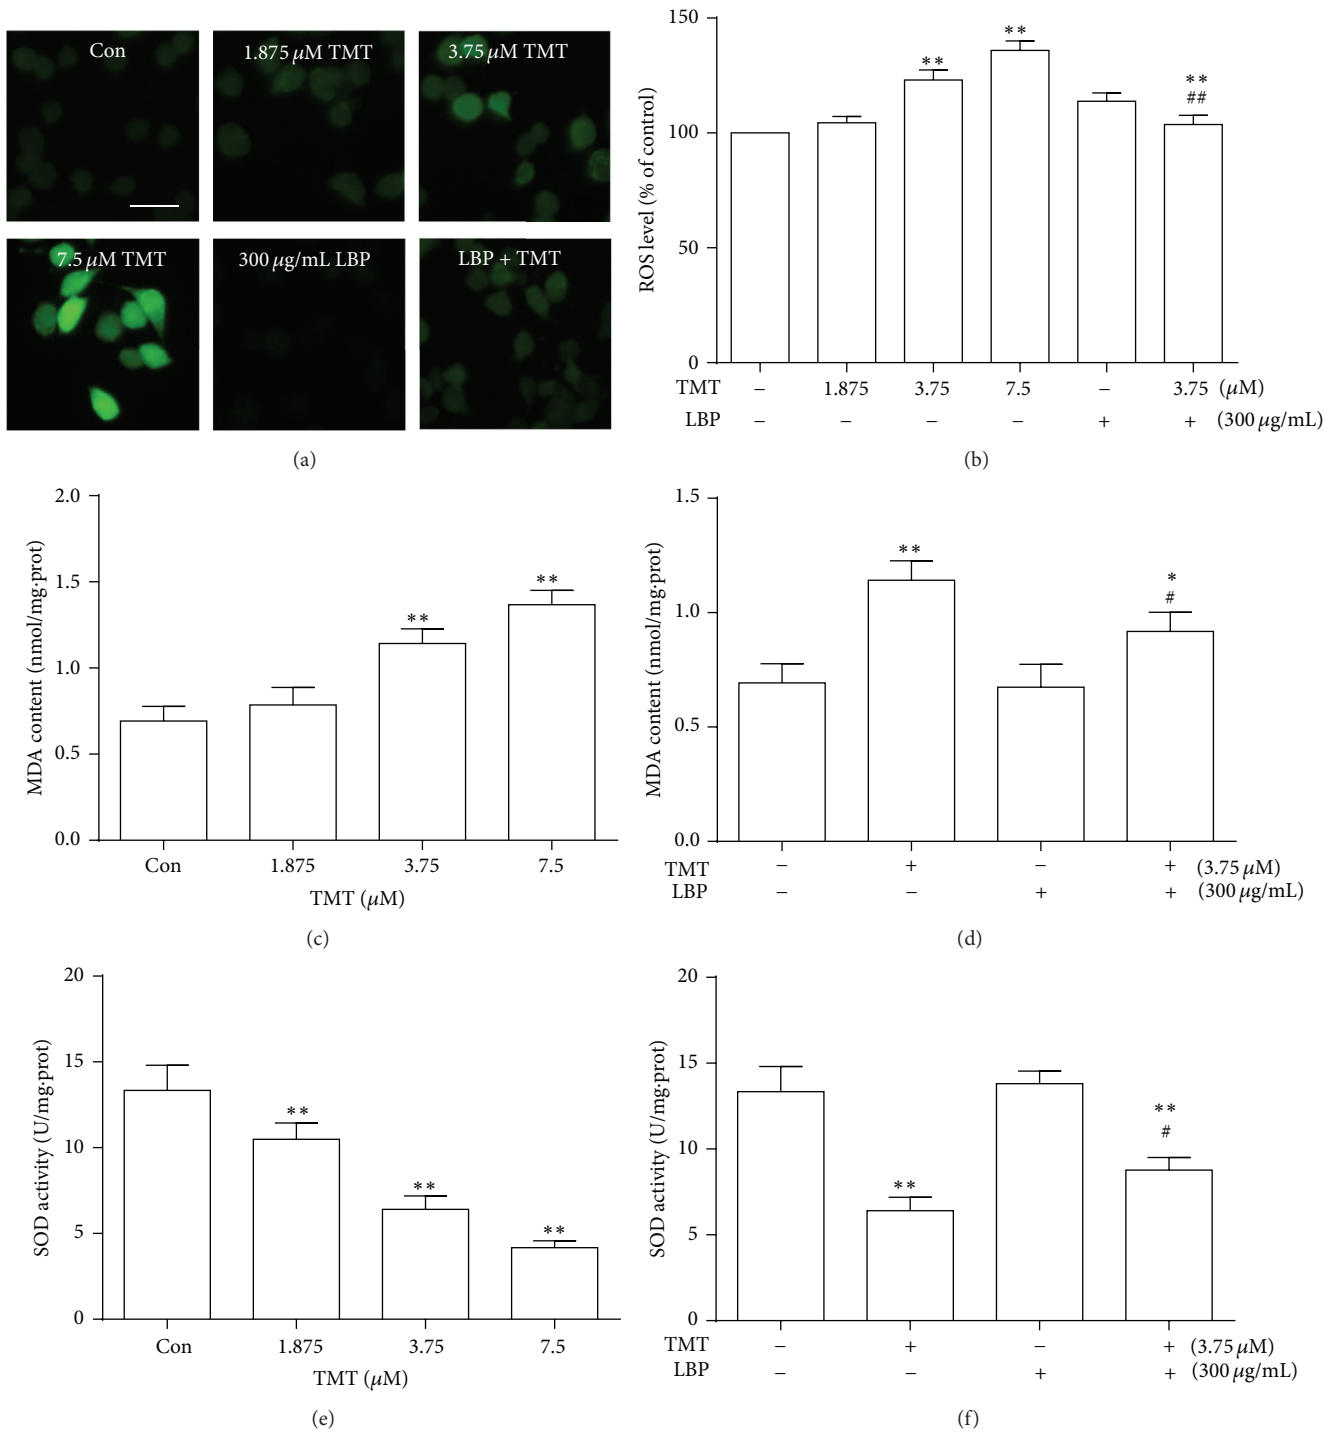 Con
1.875 μM TMT
3.75 μM TMT
7.5 μM TMT
300 μg/mL LBP
LBP + TMT
(a)
ROS level (% of control)
150
100
50
0
**
**
**
##
TMT – 1.875 3.75 7.5 – 3.75 (μM)
LBP – – – – + + (300 μg/mL)
(b)
MDA content (nmol/mg·prot)
2.0
1.5
1.0
0.5
0.0
**
**
Con 1.875 3.75 7.5
TMT (μM)
(c)
MDA content (nmol/mg·prot)
1.5
1.0
0.5
0.0
**
*
#
TMT – + – + (3.75 μM)
LBP – – + + (300 μg/mL)
(d)
SOD activity (U/mg·prot)
20
15
10
5
0
**
**
**
Con 1.875 3.75 7.5
TMT (μM)
(e)
SOD activity (U/mg·prot)
20
15
10
5
0
**
**
#
TMT – + – + (3.75 μM)
LBP – – + + (300 μg/mL)
(f)